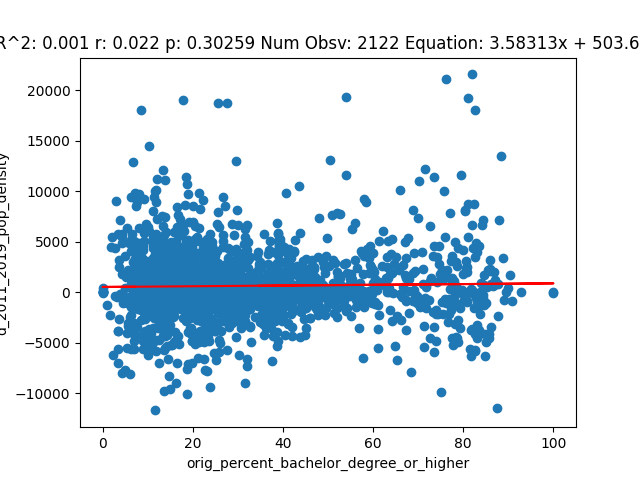 R^2: 0.001 r: 0.022 p: 0.30259 Num Obsv: 2122 Equation: 3.58313x + 503.6
d_2011_2019_pop_density
20000
15000
10000
5000
0
−5000
−10000
0 20 40 60 80 100
orig_percent_bachelor_degree_or_higher